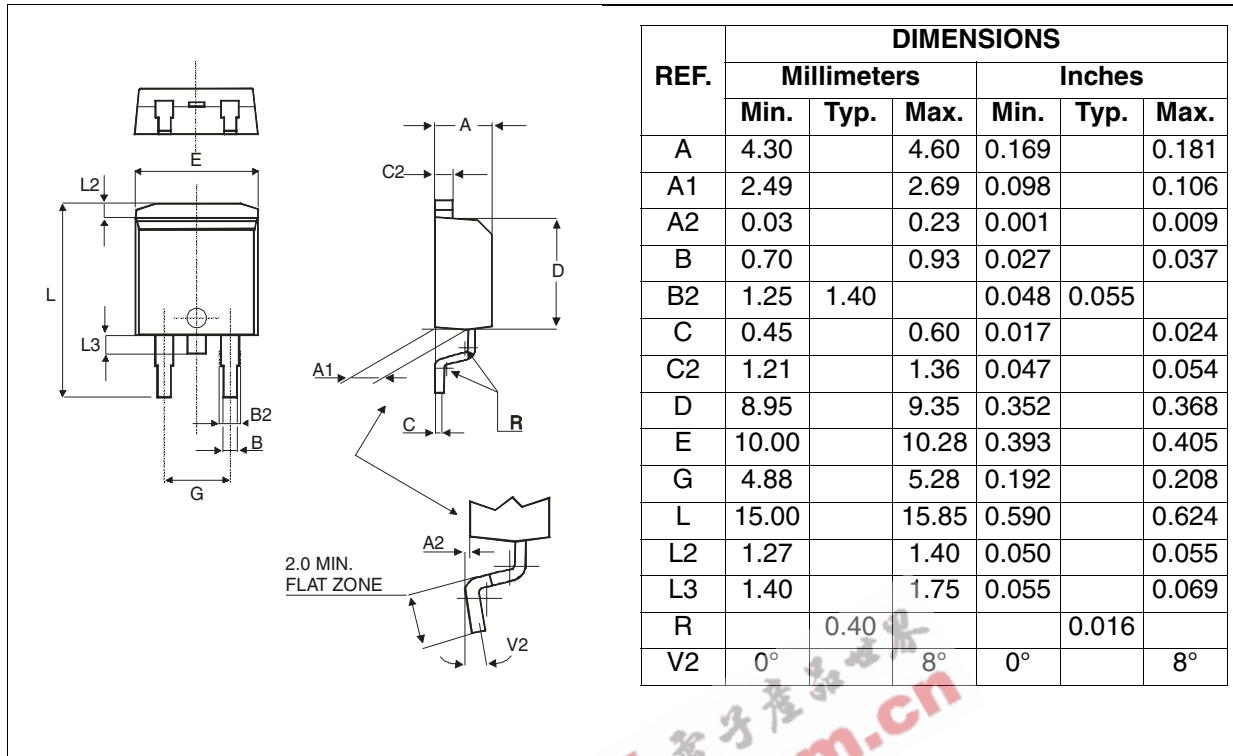 E
L2
L
L3
B2
B
G
A
C2
D
A1
C
R
A2
2.0 MIN.
FLAT ZONE
V2
REF. DIMENSIONS
Millimeters Inches
Min. Typ. Max. Min. Typ. Max.
A 4.30 4.60 0.169 0.181
A1 2.49 2.69 0.098 0.106
A2 0.03 0.23 0.001 0.009
B 0.70 0.93 0.027 0.037
B2 1.25 1.40 0.048 0.055
C 0.45 0.60 0.017 0.024
C2 1.21 1.36 0.047 0.054
D 8.95 9.35 0.352 0.368
E 10.00 10.28 0.393 0.405
G 4.88 5.28 0.192 0.208
L 15.00 15.85 0.590 0.624
L2 1.27 1.40 0.050 0.055
L3 1.40 1.75 0.055 0.069
R 0.40 0.016
V2 0° 8° 0° 8°
子產品世界
m.cn